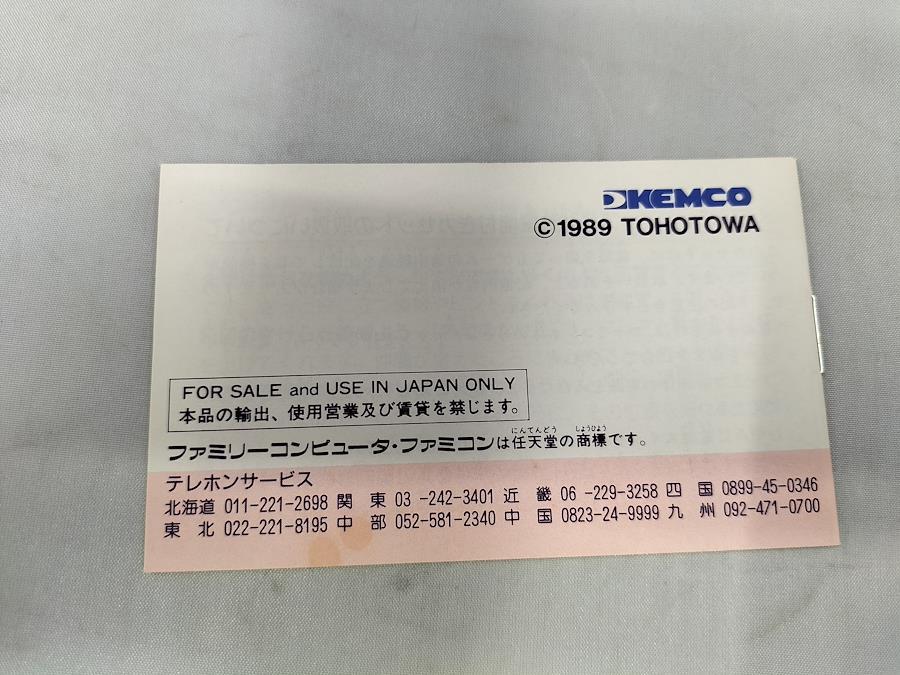 KEMCO
©1989 TOHOTOWA
FOR SALE and USE IN JAPAN ONLY
本品の輸出、使用営業及び賃貸を禁じます。
にんてんどう しょうひょう
ファミリーコンピュータ・ファミコンは任天堂の商標です。
テレホンサービス
北海道 011-221-2698 関 東 03 -242-3401 近 畿 06 -229-3258 四 国 0899-45-0346
東 北 022-221-8195 中 部 052-581-2340 中 国 0823-24-9999 九 州 092-471-0700